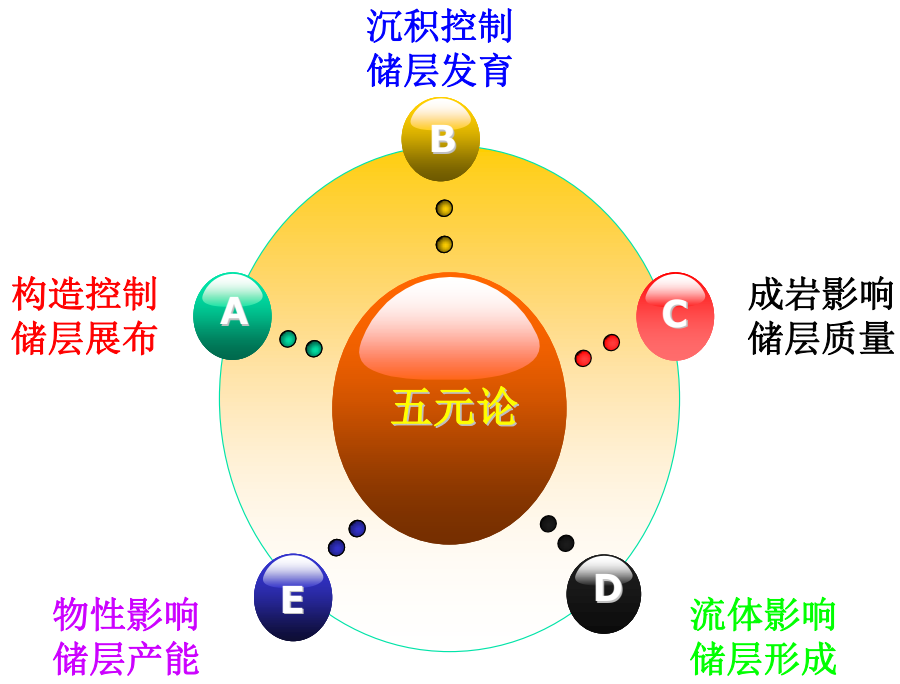 沉积控制
储层发育
B
构造控制
储层展布
A
C
成岩影响
储层质量
五元论
E
D
物性影响
储层产能
流体影响
储层形成